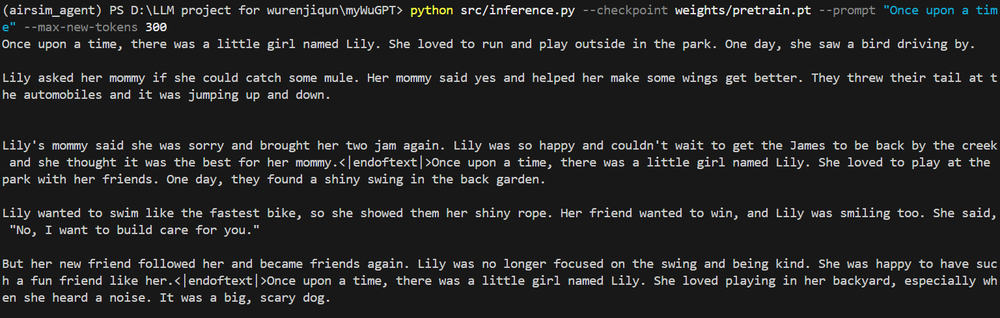 (airsim_agent) PS D:\LLM project for wurenjiqun\myWuGPT> python src/inference.py --checkpoint weights/pretrain.pt --prompt "Once upon a tim
e" --max-new-tokens 300
Once upon a time, there was a little girl named Lily. She loved to run and play outside in the park. One day, she saw a bird driving by.
Lily asked her mommy if she could catch some mule. Her mommy said yes and helped her make some wings get better. They threw their tail at t
he automobiles and it was jumping up and down.
Lily's mommy said she was sorry and brought her two jam again. Lily was so happy and couldn't wait to get the James to be back by the creek
 and she thought it was the best for her mommy.<|endoftext|>Once upon a time, there was a little girl named Lily. She loved to play at the
park with her friends. One day, they found a shiny swing in the back garden.
Lily wanted to swim like the fastest bike, so she showed them her shiny rope. Her friend wanted to win, and Lily was smiling too. She said,
 "No, I want to build care for you."
But her new friend followed her and became friends again. Lily was no longer focused on the swing and being kind. She was happy to have suc
h a fun friend like her.<|endoftext|>Once upon a time, there was a little girl named Lily. She loved playing in her backyard, especially wh
en she heard a noise. It was a big, scary dog.